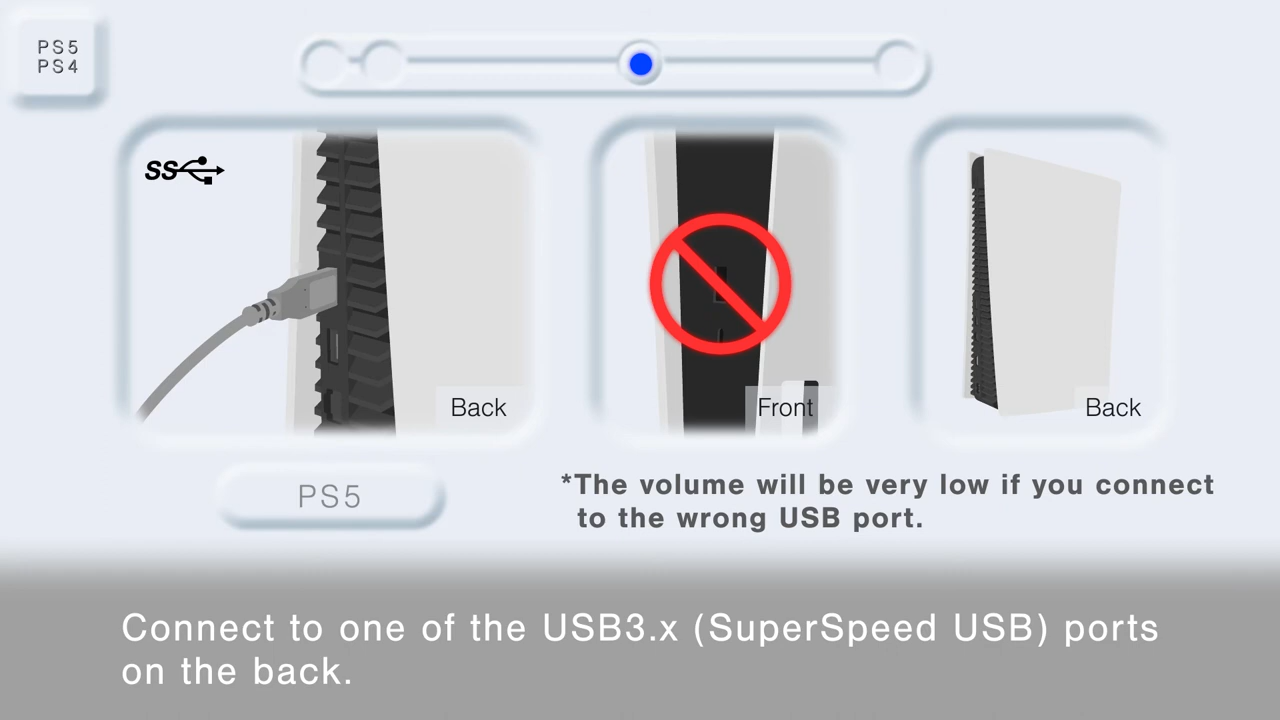 PS5
PS4
SS
Back
Front
Back
PS5
*The volume will be very low if you connect
to the wrong USB port.
Connect to one of the USB3.x (SuperSpeed USB) ports
on the back.